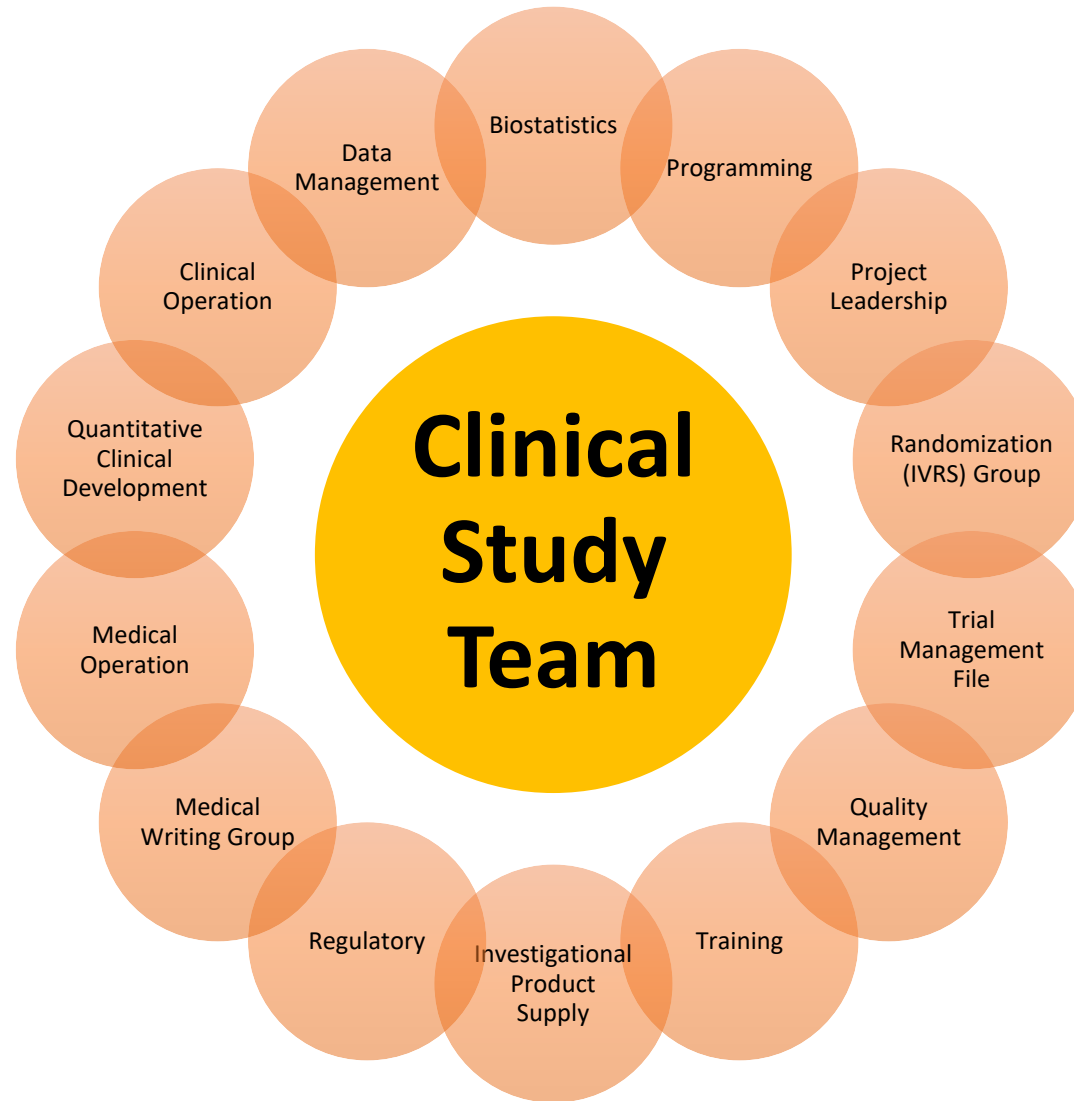 Biostatistics
Programming
Project
Leadership
Randomization
(IVRS) Group
Trial
Management
File
Quality
Management
Training
Investigational
Product
Supply
Regulatory
Medical
Writing Group
Medical
Operation
Quantitative
Clinical
Development
Clinical
Operation
Data
Management
Clinical
Study
Team